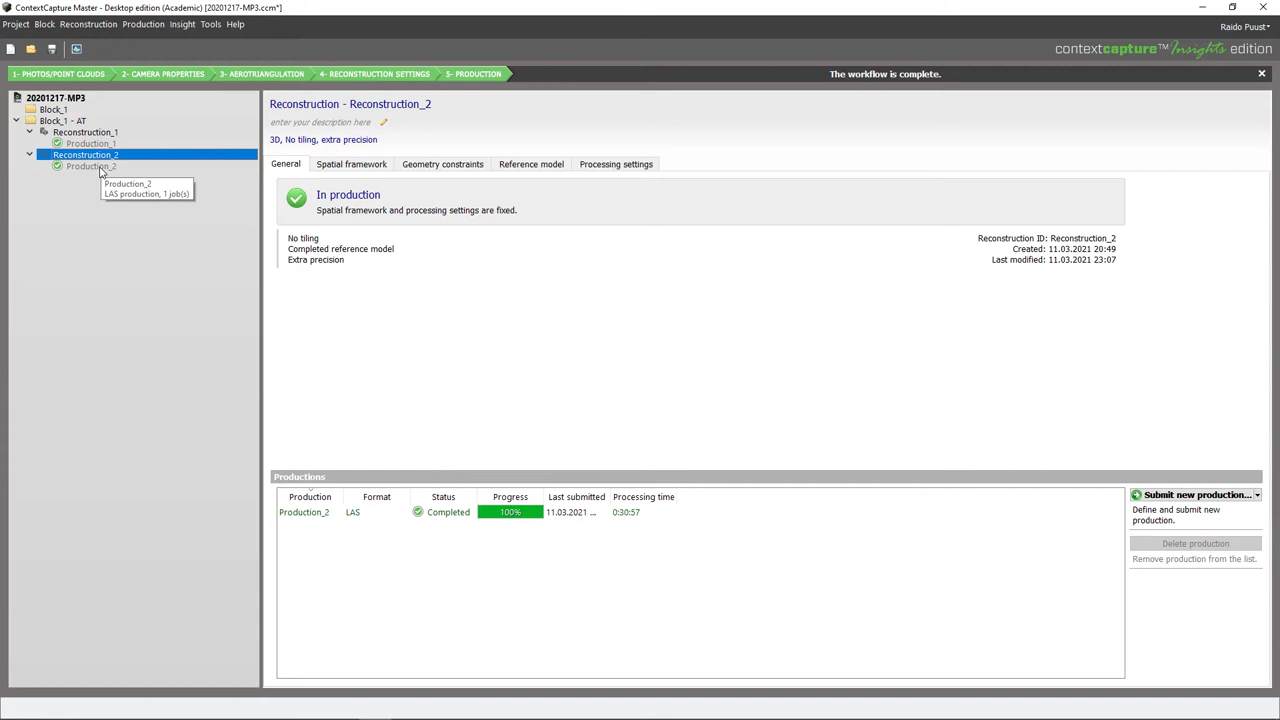 ContextCapture Master - Desktop edition (Academic) [20201217-MP3.ccm*]
Project Block Reconstruction Production Insight Tools Help
Raido Puust
contextcapture™ Insights edition
1- PHOTOS/POINT CLOUDS 2- CAMERA PROPERTIES 3- AEROTRIANGULATION 4- RECONSTRUCTION SETTINGS 5- PRODUCTION
The workflow is complete.
20201217-MP3
Block_1
Block_1 - AT
Reconstruction_1
Production_1
Reconstruction_2
Production_2
Production_2
LAS production, 1 job(s)
Reconstruction - Reconstruction_2
enter your description here
3D, No tiling, extra precision
General Spatial framework Geometry constraints Reference model Processing settings
In production
Spatial framework and processing settings are fixed.
No tiling
Completed reference model
Extra precision
Reconstruction ID: Reconstruction_2
Created: 11.03.2021 20:49
Last modified: 11.03.2021 23:07
Productions
Production Format Status Progress Last submitted Processing time
Production_2 LAS Completed 100% 11.03.2021 ... 0:30:57
Submit new production...
Define and submit new
production.
Delete production
Remove production from the list.